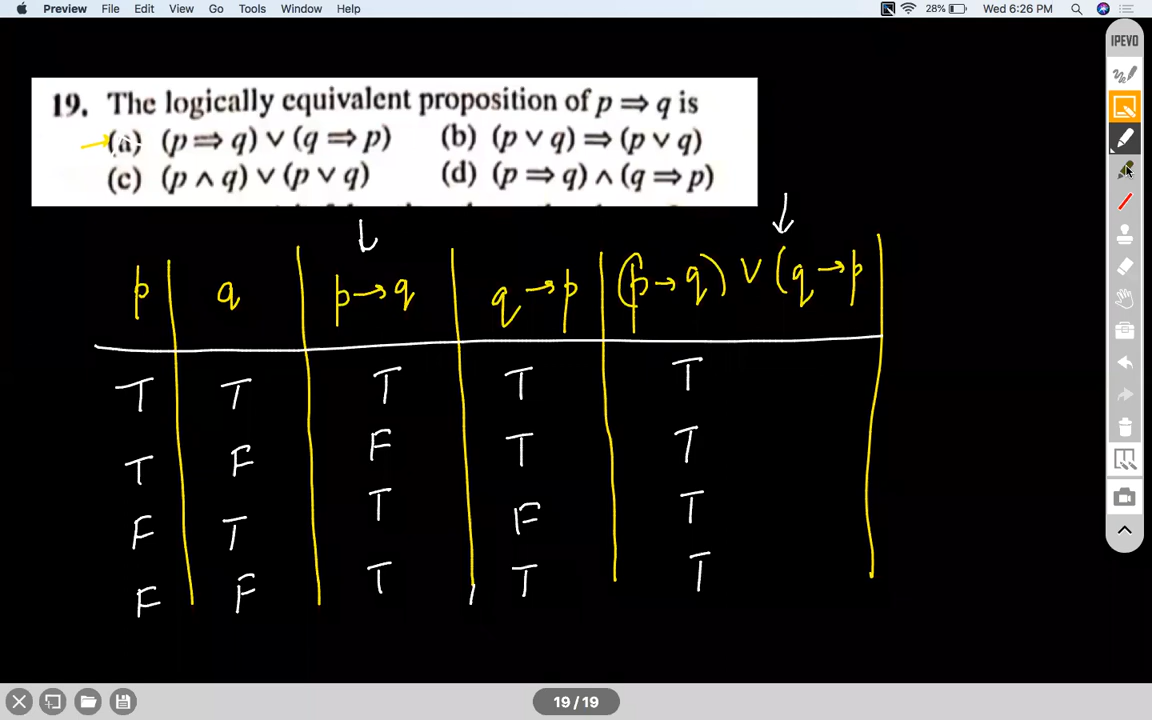 Preview File Edit View Go Tools Window Help 28% Wed 6:26 PM
IPEVO
19. The logically equivalent proposition of p ⇒ q is
(a) (p ⇒ q) ∨ (q ⇒ p) (b) (p ∨ q) ⇒ (p ∨ q)
(c) (p ∧ q) ∨ (p ∨ q) (d) (p ⇒ q) ∧ (q ⇒ p)
p q p → q q → p (p → q) ∨ (q → p
T T T T T
T F F T T
F T T F T
F F T T T
19 / 19